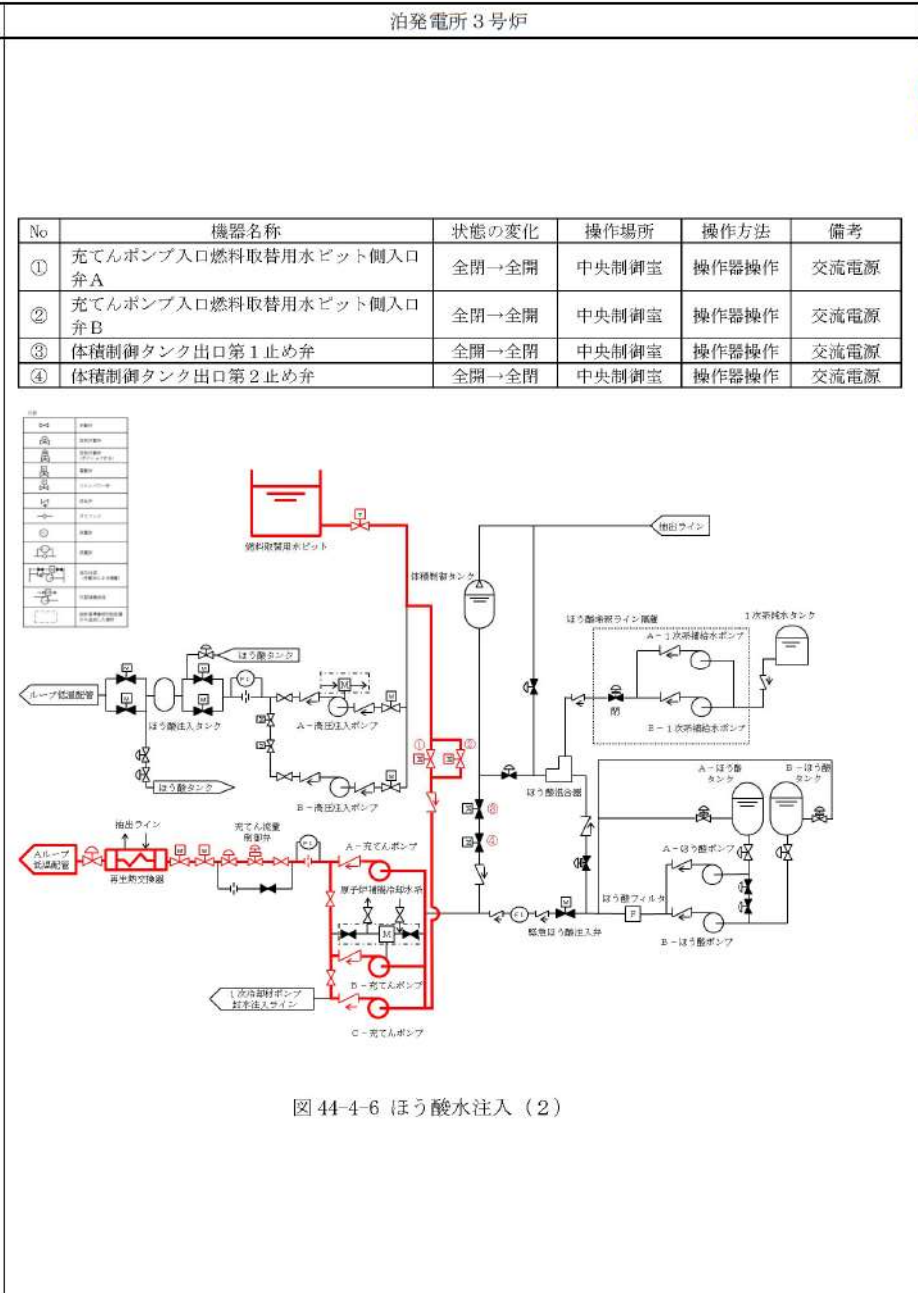 泊発電所3号炉
No 機器名称 状態の変化 操作場所 操作方法 備考
① 充てんポンプ入口燃料取替用水ピット側入口
弁A 全閉→全開 中央制御室 操作器操作 交流電源
② 充てんポンプ入口燃料取替用水ピット側入口
弁B 全閉→全開 中央制御室 操作器操作 交流電源
③ 体積制御タンク出口第1止め弁 全開→全閉 中央制御室 操作器操作 交流電源
④ 体積制御タンク出口第2止め弁 全開→全閉 中央制御室 操作器操作 交流電源
燃料取替用水ピット
抽出ライン
体積制御タンク
ほう酸希釈ライン隔離
1次系純水タンク
A-1次系補給水ポンプ
閉
B-1次系補給水ポンプ
ほう酸タンク
ループ低温配管
ほう酸注入タンク
A-高圧注入ポンプ
ほう酸タンク
B-高圧注入ポンプ
①
②
③
④
ほう酸混合器
A-ほう酸
タンク
B-ほう酸
タンク
抽出ライン
充てん流量
制御弁
A-充てんポンプ
Aループ
低温配管
再生熱交換器
原子炉補機冷却水系
A-ほう酸ポンプ
ほう酸フィルタ
緊急ほう酸注入弁
B-ほう酸ポンプ
B-充てんポンプ
1次冷却材ポンプ
封水注入ライン
C-充てんポンプ
図 44-4-6 ほう酸水注入(2)